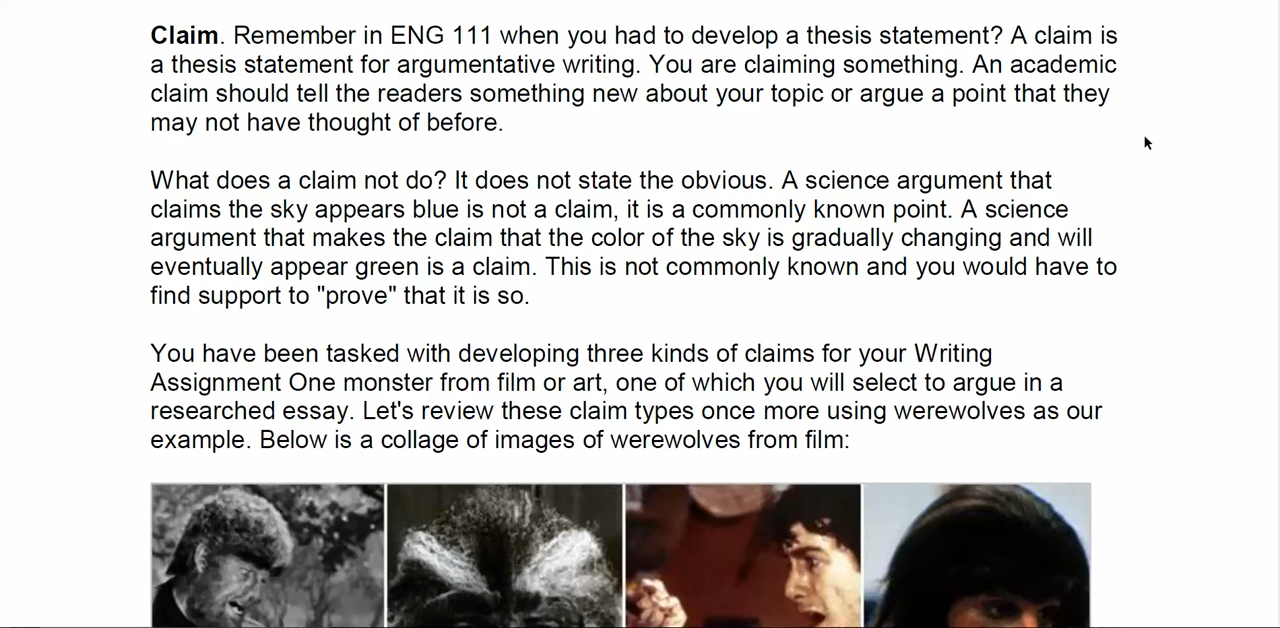 Claim. Remember in ENG 111 when you had to develop a thesis statement? A claim is
a thesis statement for argumentative writing. You are claiming something. An academic
claim should tell the readers something new about your topic or argue a point that they
may not have thought of before.
What does a claim not do? It does not state the obvious. A science argument that
claims the sky appears blue is not a claim, it is a commonly known point. A science
argument that makes the claim that the color of the sky is gradually changing and will
eventually appear green is a claim. This is not commonly known and you would have to
find support to "prove" that it is so.
You have been tasked with developing three kinds of claims for your Writing
Assignment One monster from film or art, one of which you will select to argue in a
researched essay. Let's review these claim types once more using werewolves as our
example. Below is a collage of images of werewolves from film: